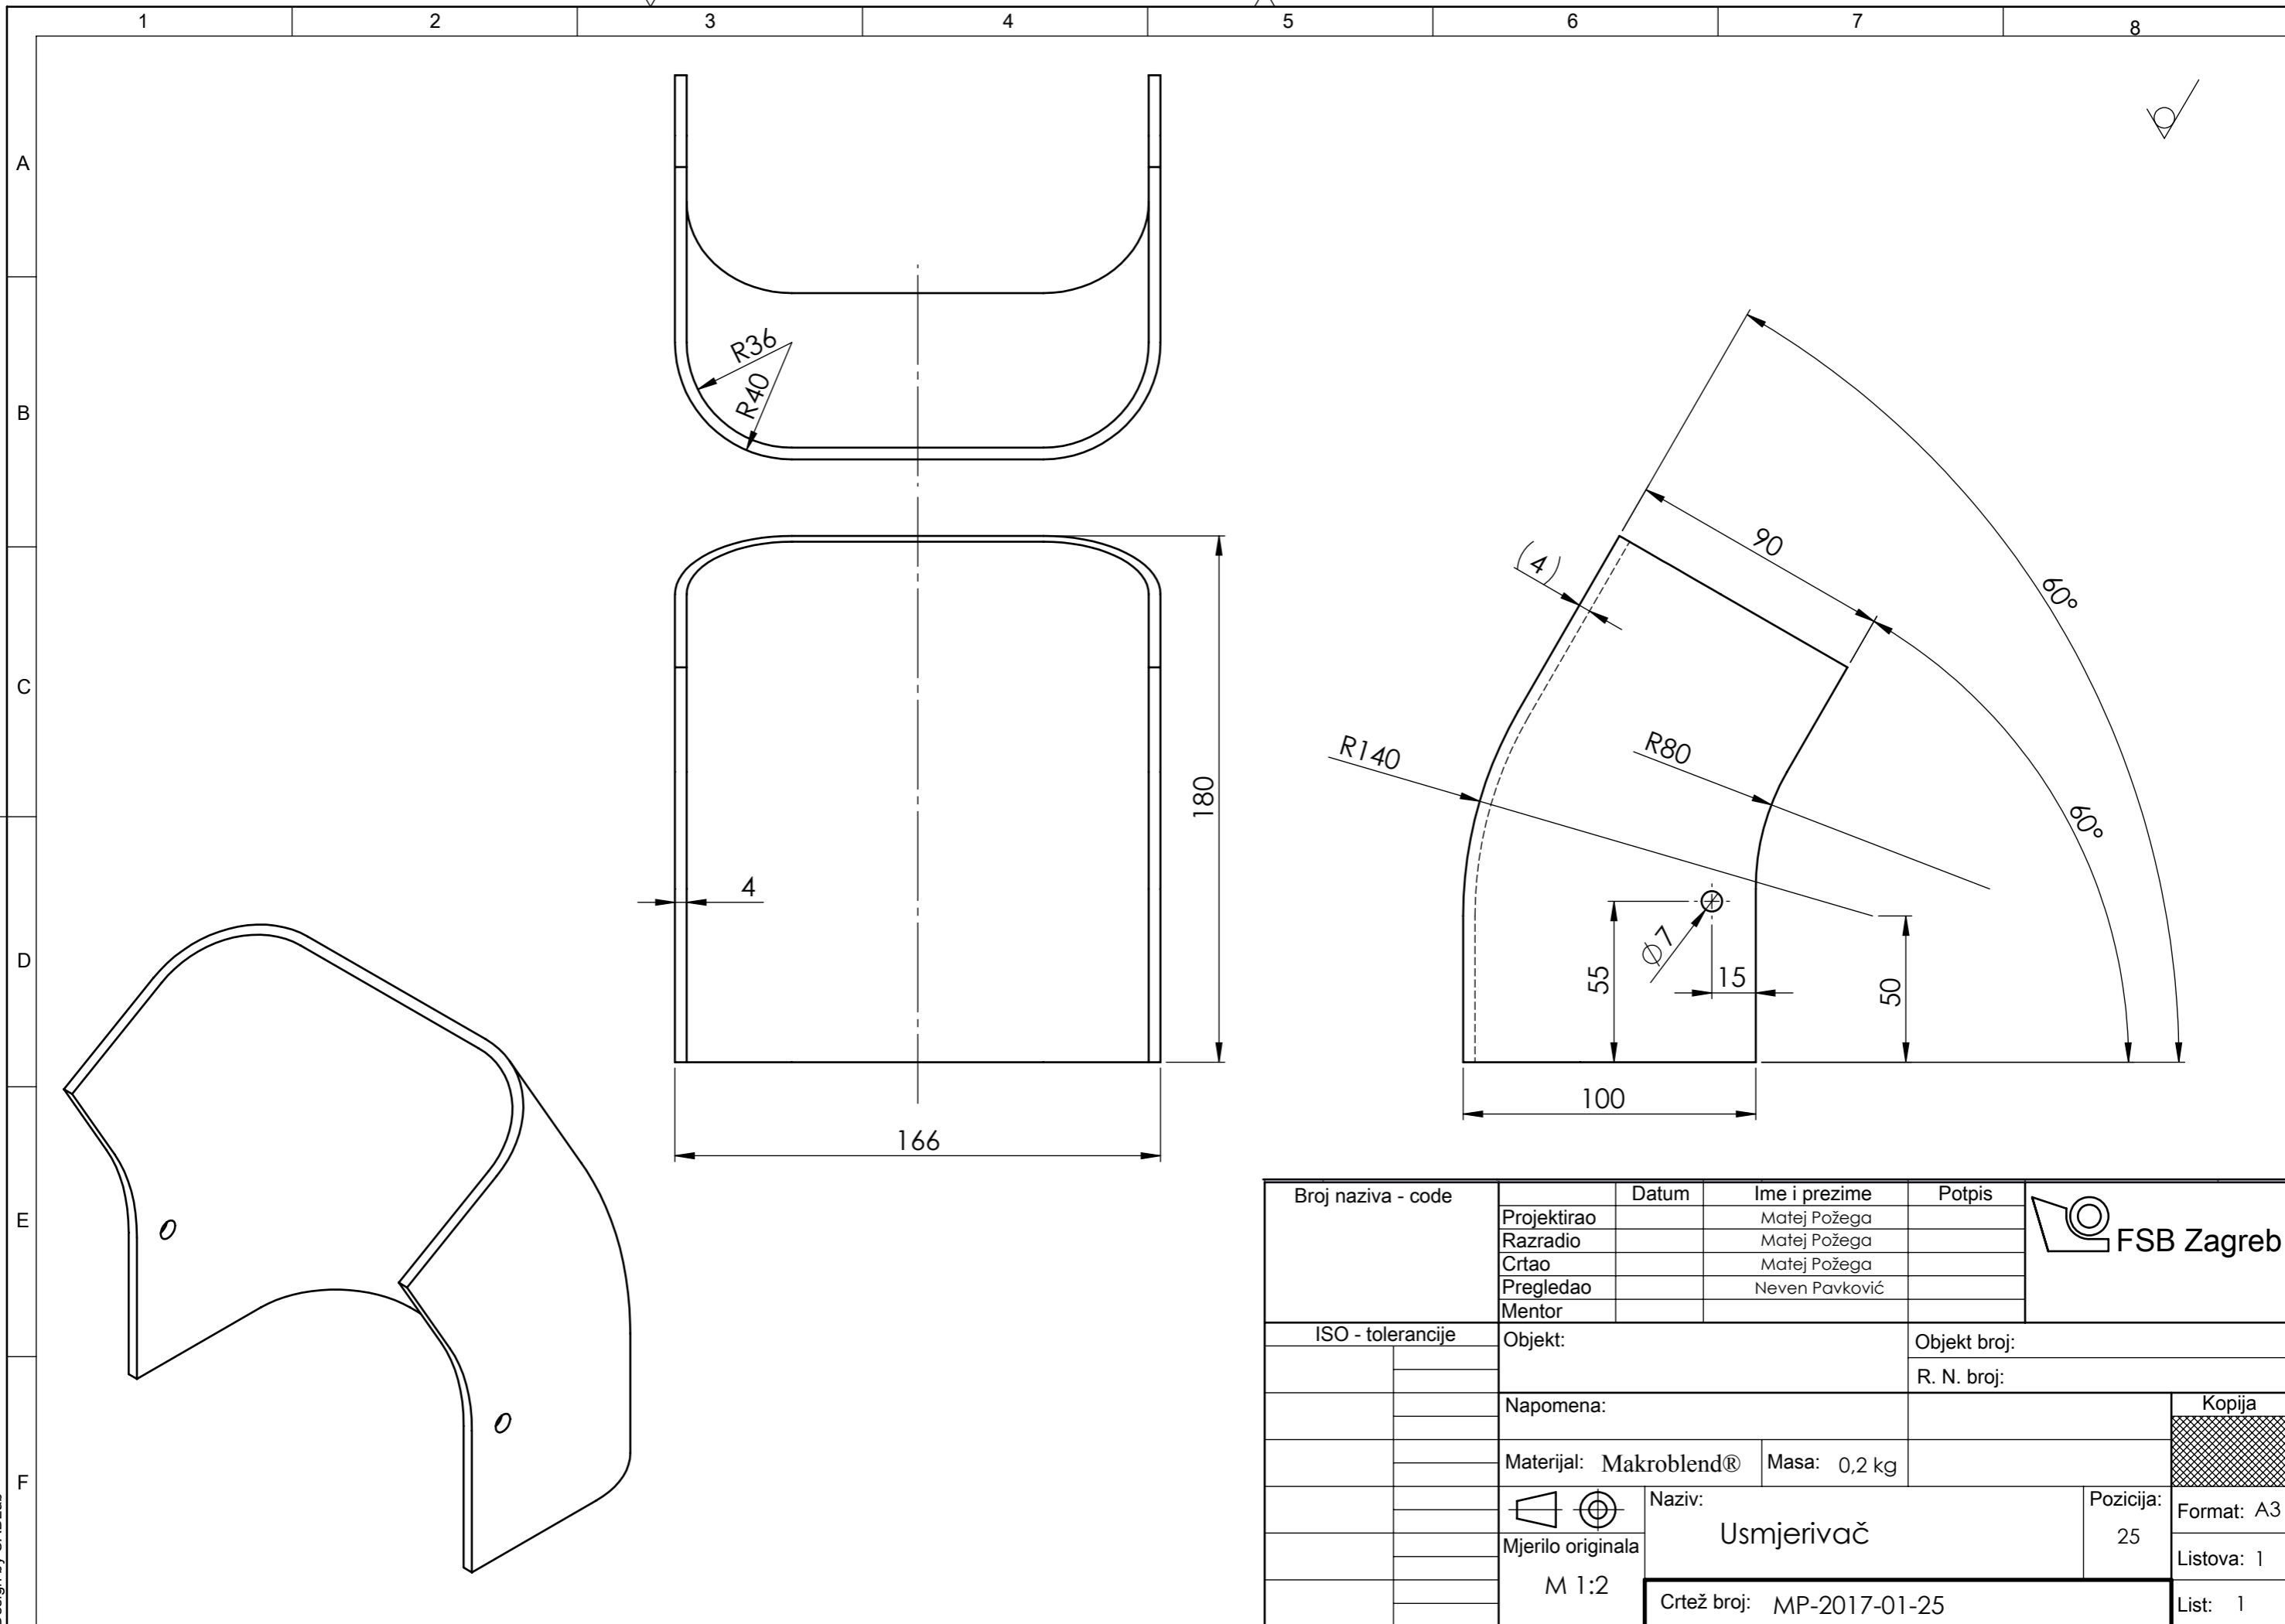 1 2 3 4 5 6 7 8
A
B
C
D
E
F
R36
R40
180
4
166
(4)
90
60°
60°
R140
R80
55
Ø7
15
50
100
Broj naziva - code
Datum Ime i prezime Potpis
Projektirao Matej Požega
Razradio Matej Požega
Crtao Matej Požega
Pregledao Neven Pavković
Mentor
FSB Zagreb
ISO - tolerancije
Objekt:
Objekt broj:
R. N. broj:
Napomena:
Kopija
Materijal: Makroblend®
Masa: 0,2 kg
Naziv:
Usmjerivač
Pozicija:
25
Format: A3
Mjerilo originala
M 1:2
Listova: 1
Crtež broj: MP-2017-01-25
List: 1